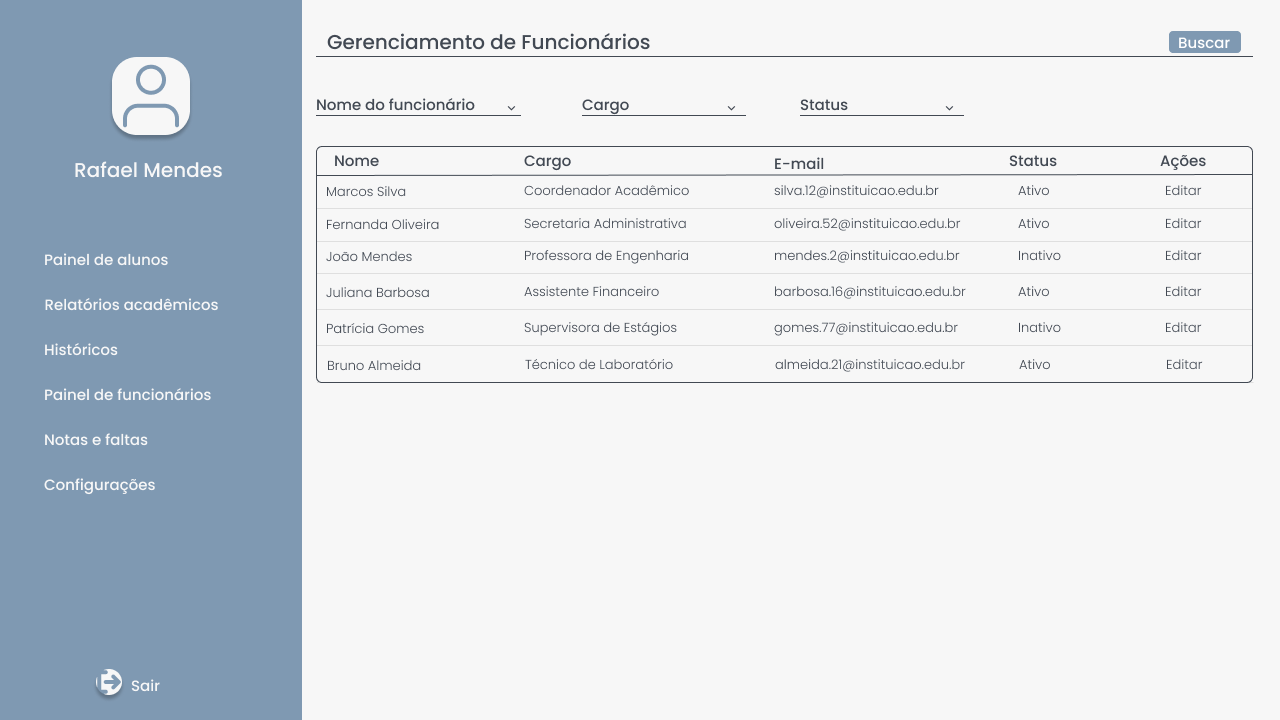 Rafael Mendes
Painel de alunos
Relatórios acadêmicos
Históricos
Painel de funcionários
Notas e faltas
Configurações
Sair
Gerenciamento de Funcionários Buscar
Nome do funcionário Cargo Status
Nome Cargo E-mail Status Ações
Marcos Silva Coordenador Acadêmico silva.12@instituicao.edu.br Ativo Editar
Fernanda Oliveira Secretaria Administrativa oliveira.52@instituicao.edu.br Ativo Editar
João Mendes Professora de Engenharia mendes.2@instituicao.edu.br Inativo Editar
Juliana Barbosa Assistente Financeiro barbosa.16@instituicao.edu.br Ativo Editar
Patrícia Gomes Supervisora de Estágios gomes.77@instituicao.edu.br Inativo Editar
Bruno Almeida Técnico de Laboratório almeida.21@instituicao.edu.br Ativo Editar